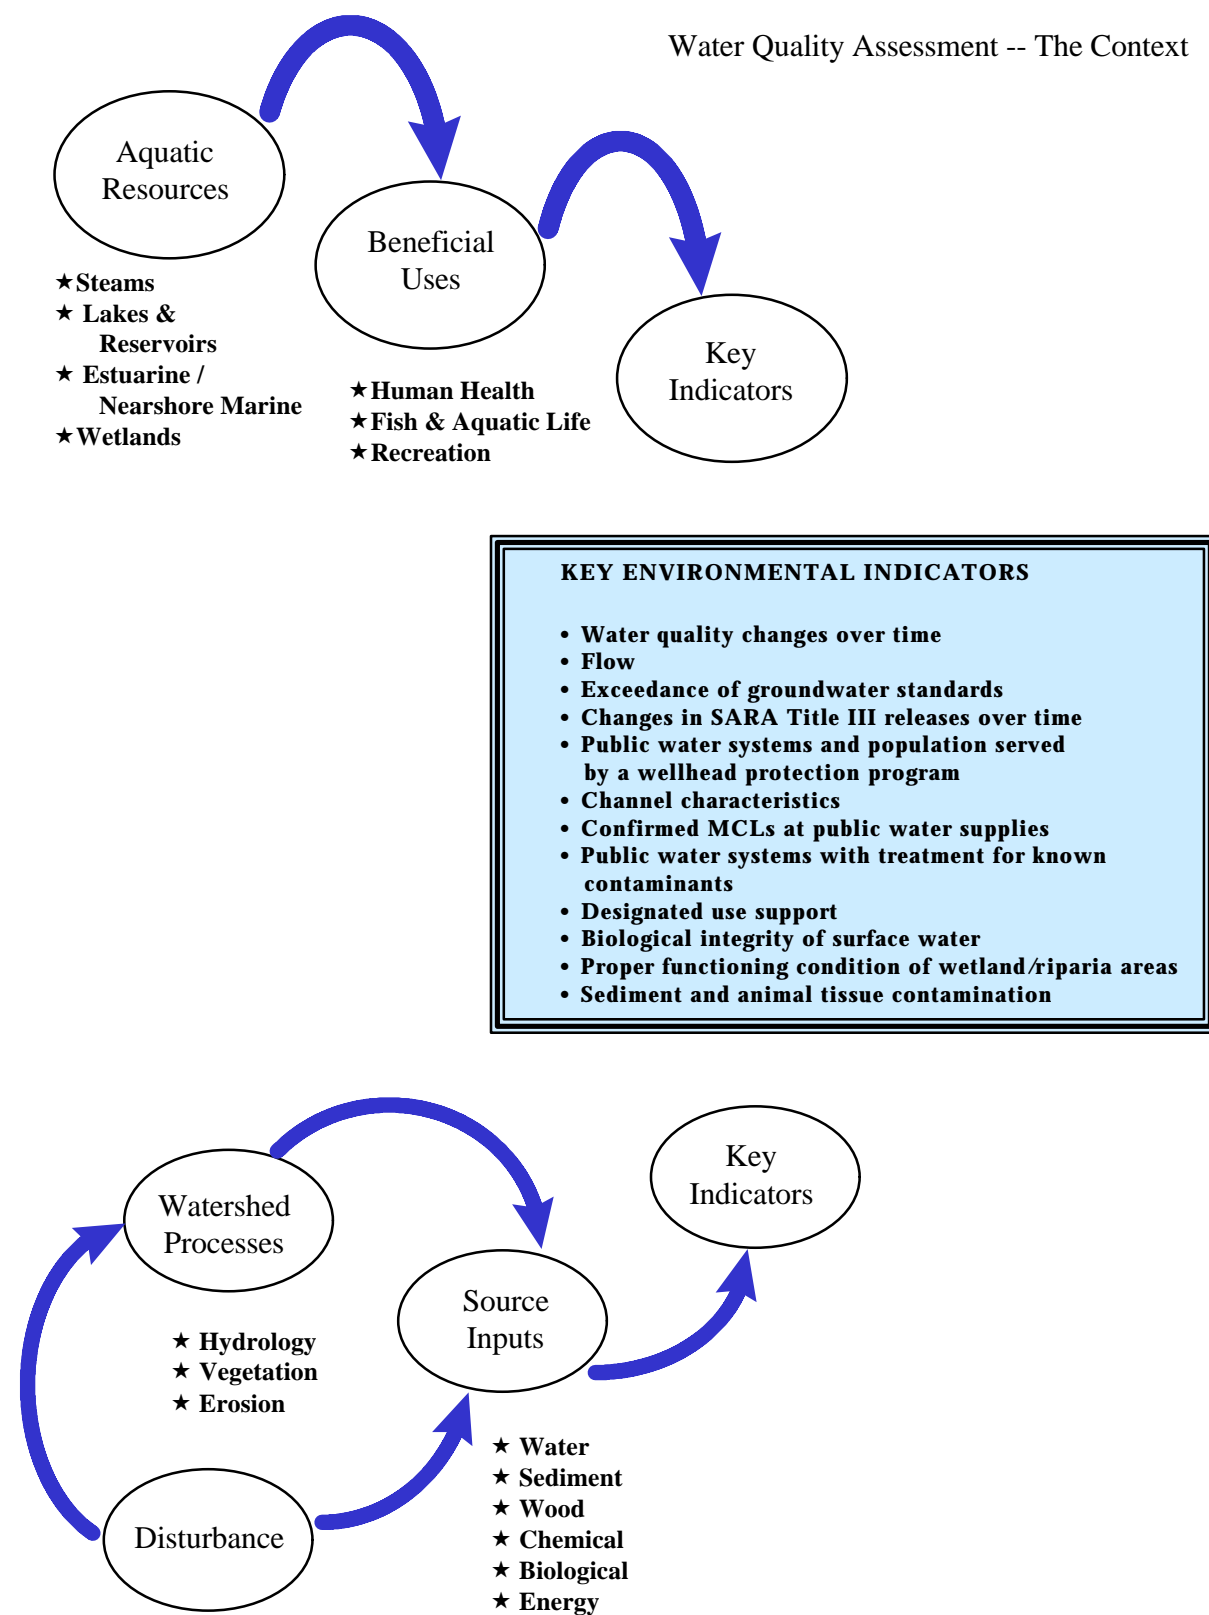 Water Quality Assessment -- The Context
Aquatic
Resources
★Steams
★ Lakes &
Reservoirs
★ Estuarine /
Nearshore Marine
★Wetlands
Beneficial
Uses
★Human Health
★Fish & Aquatic Life
★Recreation
Key
Indicators
KEY ENVIRONMENTAL INDICATORS
• Water quality changes over time
• Flow
• Exceedance of groundwater standards
• Changes in SARA Title III releases over time
• Public water systems and population served
by a wellhead protection program
• Channel characteristics
• Confirmed MCLs at public water supplies
• Public water systems with treatment for known
contaminants
• Designated use support
• Biological integrity of surface water
• Proper functioning condition of wetland/riparia areas
• Sediment and animal tissue contamination
Watershed
Processes
★ Hydrology
★ Vegetation
★ Erosion
Disturbance
Source
Inputs
★ Water
★ Sediment
★ Wood
★ Chemical
★ Biological
★ Energy
Key
Indicators